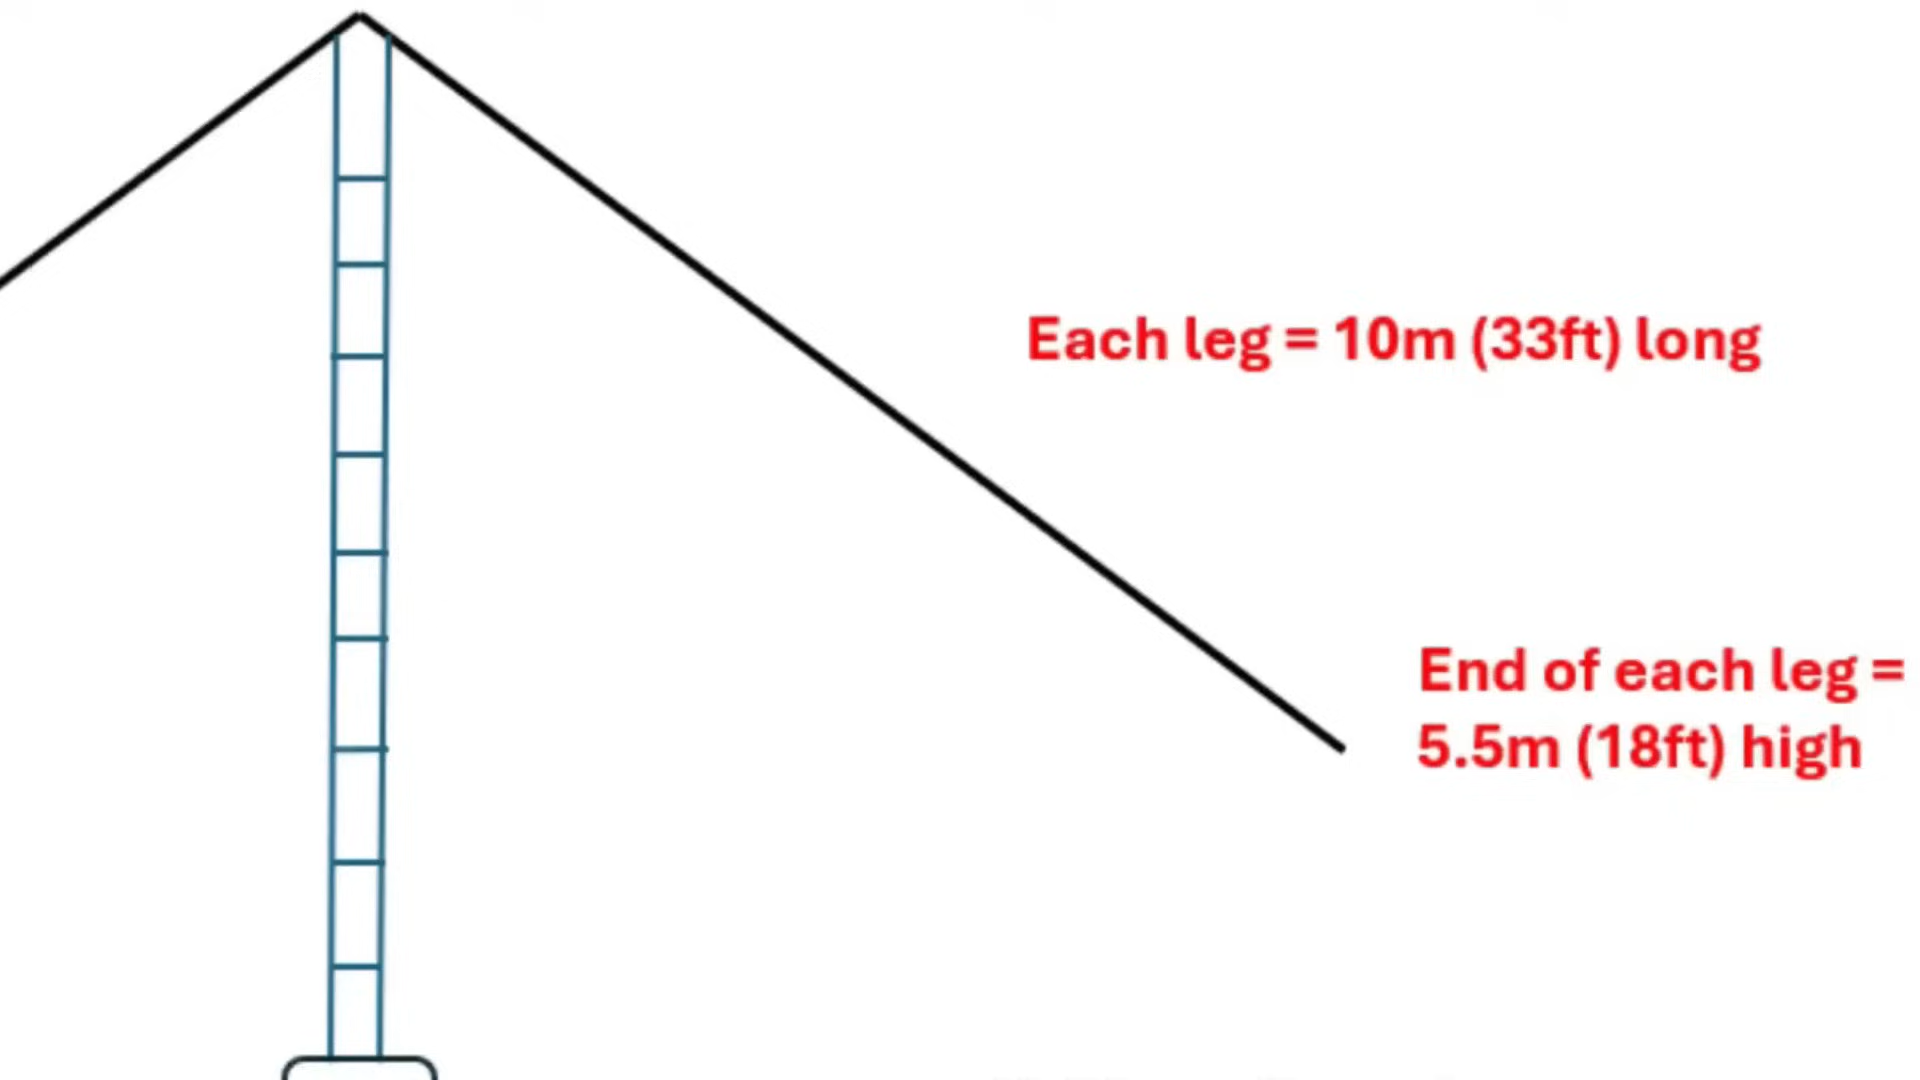 Each leg = 10m (33ft) long
End of each leg =
5.5m (18ft) high